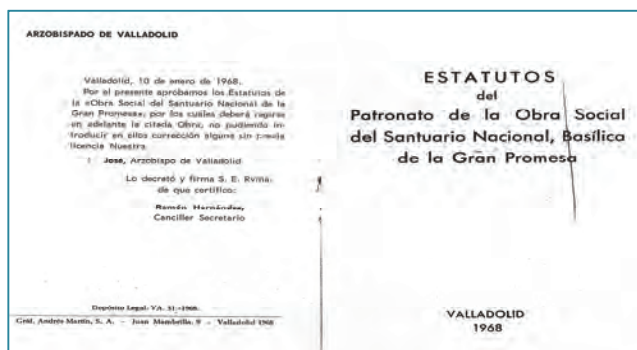 ARZOBISPADO DE VALLADOLID
Valladolid, 10 de enero de 1968.
Por el presente aprobamos los Estatutos de
la «Obra Social del Santuario Nacional de la
Gran Promesa», por los cuales deberá regirse
en adelante la citada Obra, no pudiendo in-
troducir en ellos corrección alguna sin previa
licencia Nuestra.
José, Arzobispo de Valladolid
Lo decretó y firma S. E. Rvma.
de que certifico:
Ramón Hernández,
Canciller Secretario
Depósito Legal: VA. 31.-1968.
Gráf. Andrés Martín, S. A. - Juan Mambrilla, 9 - Valladolid 1968
ESTATUTOS
del
Patronato de la Obra Social
del Santuario Nacional, Basílica
de la Gran Promesa
VALLADOLID
1968